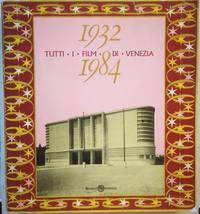 1932
TUTTI • I • FILM • DI • VENEZIA
1984